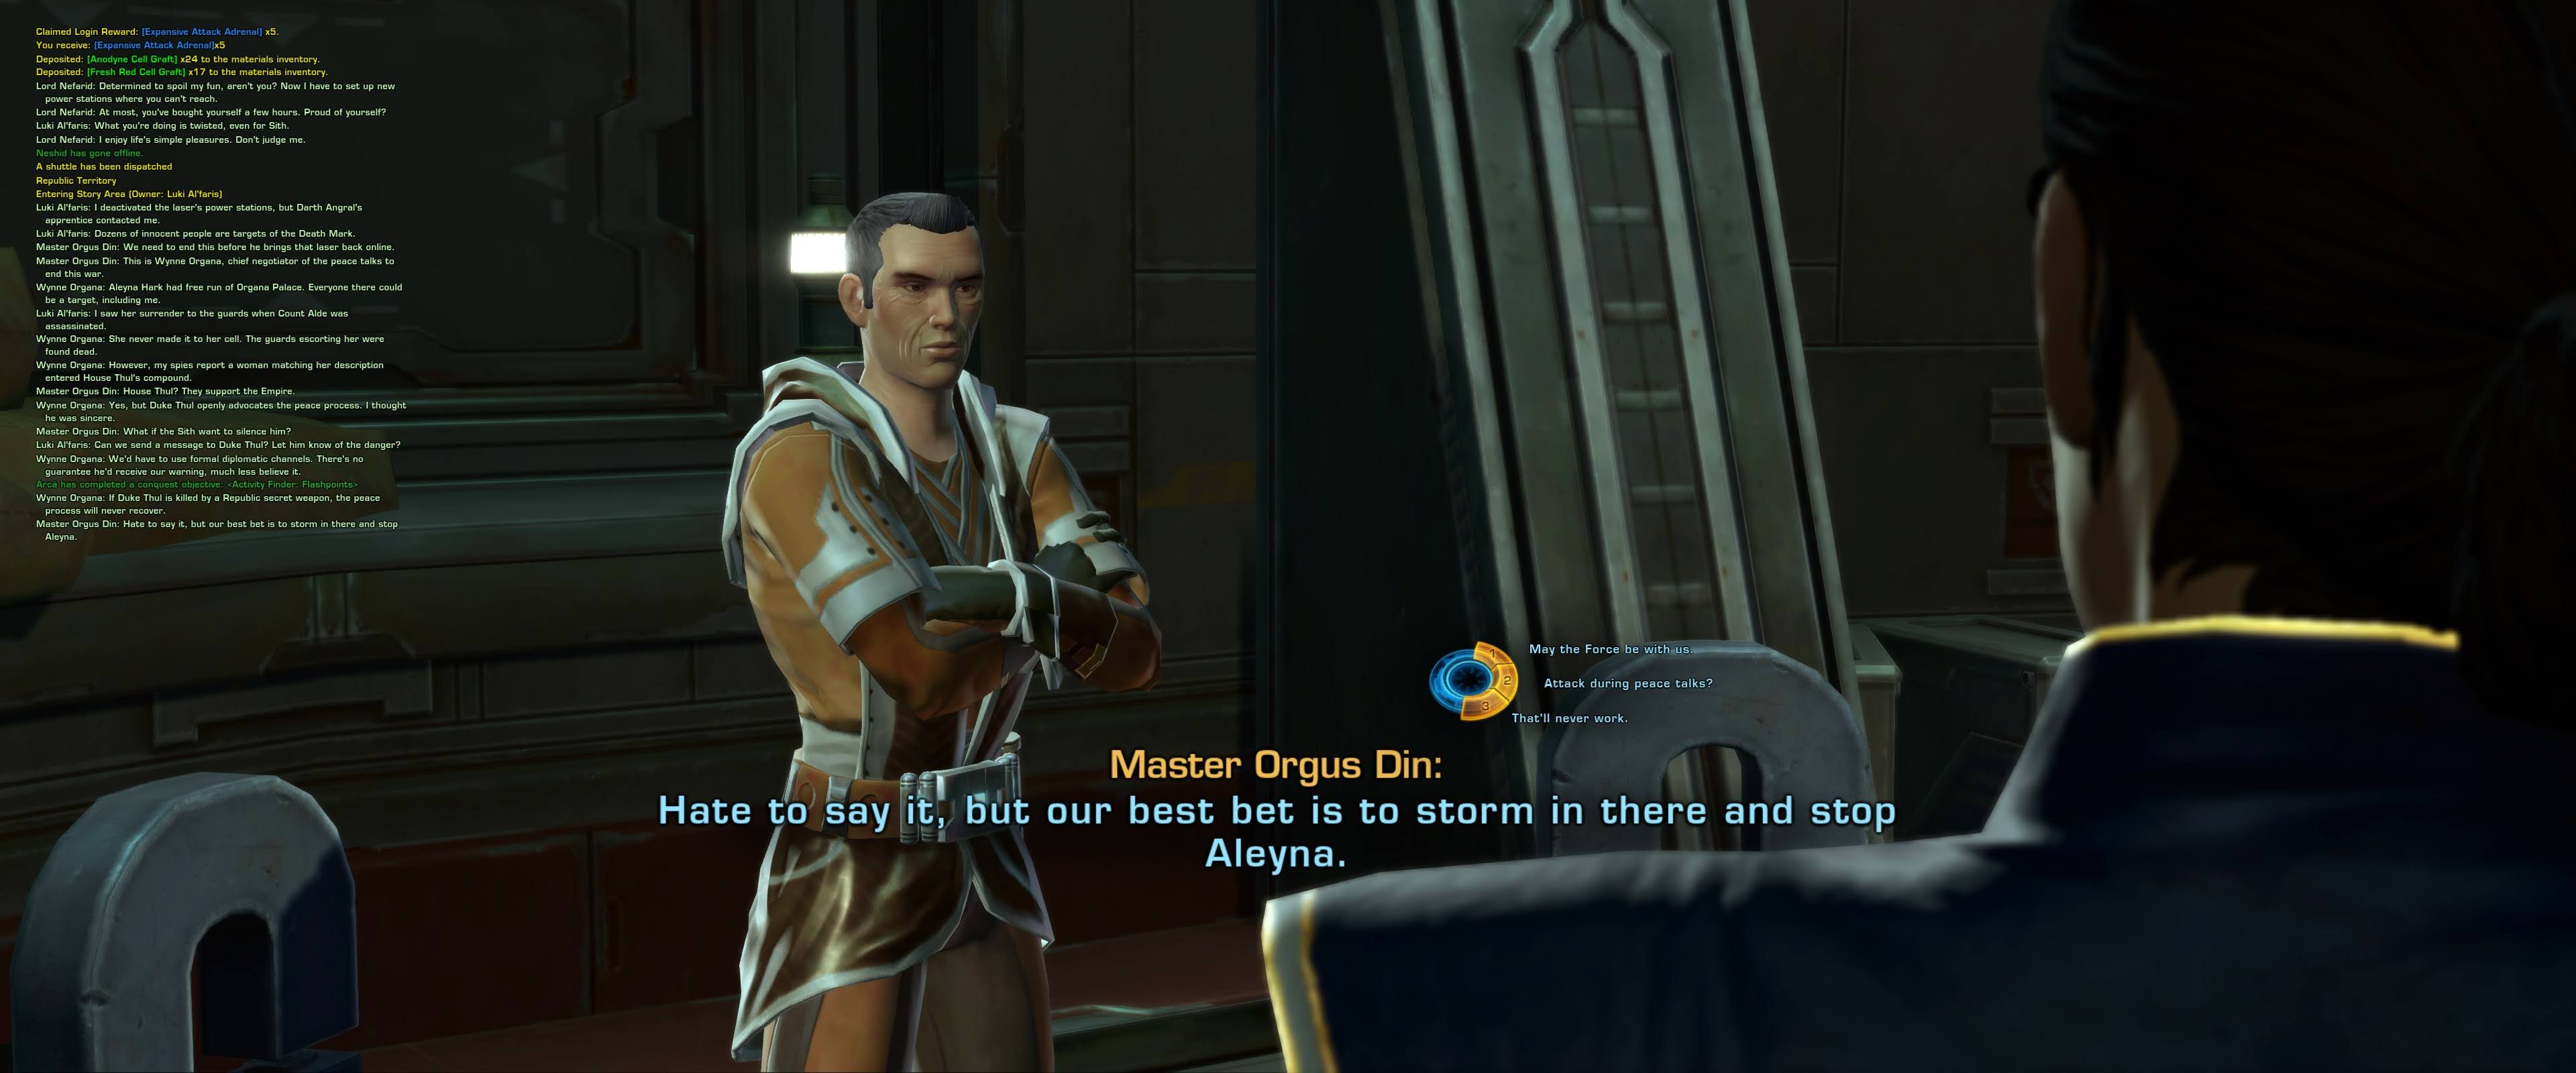 Claimed Login Reward: [Expansive Attack Adrenal] x5.
You receive: [Expansive Attack Adrenal]x5
Deposited: [Anodyne Cell Graft] x24 to the materials inventory.
Deposited: [Fresh Red Cell Graft] x17 to the materials inventory.
Lord Nefarid: Determined to spoil my fun, aren't you? Now I have to set up new
power stations where you can't reach.
Lord Nefarid: At most, you've bought yourself a few hours. Proud of yourself?
Luki Al'faris: What you're doing is twisted, even for Sith.
Lord Nefarid: I enjoy life's simple pleasures. Don't judge me.
Neshid has gone offline.
A shuttle has been dispatched
Republic Territory
Entering Story Area (Owner: Luki Al'faris)
Luki Al'faris: I deactivated the laser's power stations, but Darth Angral's
apprentice contacted me.
Luki Al'faris: Dozens of innocent people are targets of the Death Mark.
Master Orgus Din: We need to end this before he brings that laser back online.
Master Orgus Din: This is Wynne Organa, chief negotiator of the peace talks to
end this war.
Wynne Organa: Aleyna Hark had free run of Organa Palace. Everyone there could
be a target, including me.
Luki Al'faris: I saw her surrender to the guards when Count Alde was
assassinated.
Wynne Organa: She never made it to her cell. The guards escorting her were
found dead.
Wynne Organa: However, my spies report a woman matching her description
entered House Thul's compound.
Master Orgus Din: House Thul? They support the Empire.
Wynne Organa: Yes, but Duke Thul openly advocates the peace process. I thought
he was sincere.
Master Orgus Din: What if the Sith want to silence him?
Luki Al'faris: Can we send a message to Duke Thul? Let him know of the danger?
Wynne Organa: We'd have to use formal diplomatic channels. There's no
guarantee he'd receive our warning, much less believe it.
Arca has completed a conquest objective: <Activity Finder: Flashpoints>
Wynne Organa: If Duke Thul is killed by a Republic secret weapon, the peace
process will never recover.
Master Orgus Din: Hate to say it, but our best bet is to storm in there and stop
Aleyna.
1 May the Force be with us.
2 Attack during peace talks?
3 That'll never work.
Master Orgus Din:
Hate to say it, but our best bet is to storm in there and stop
Aleyna.